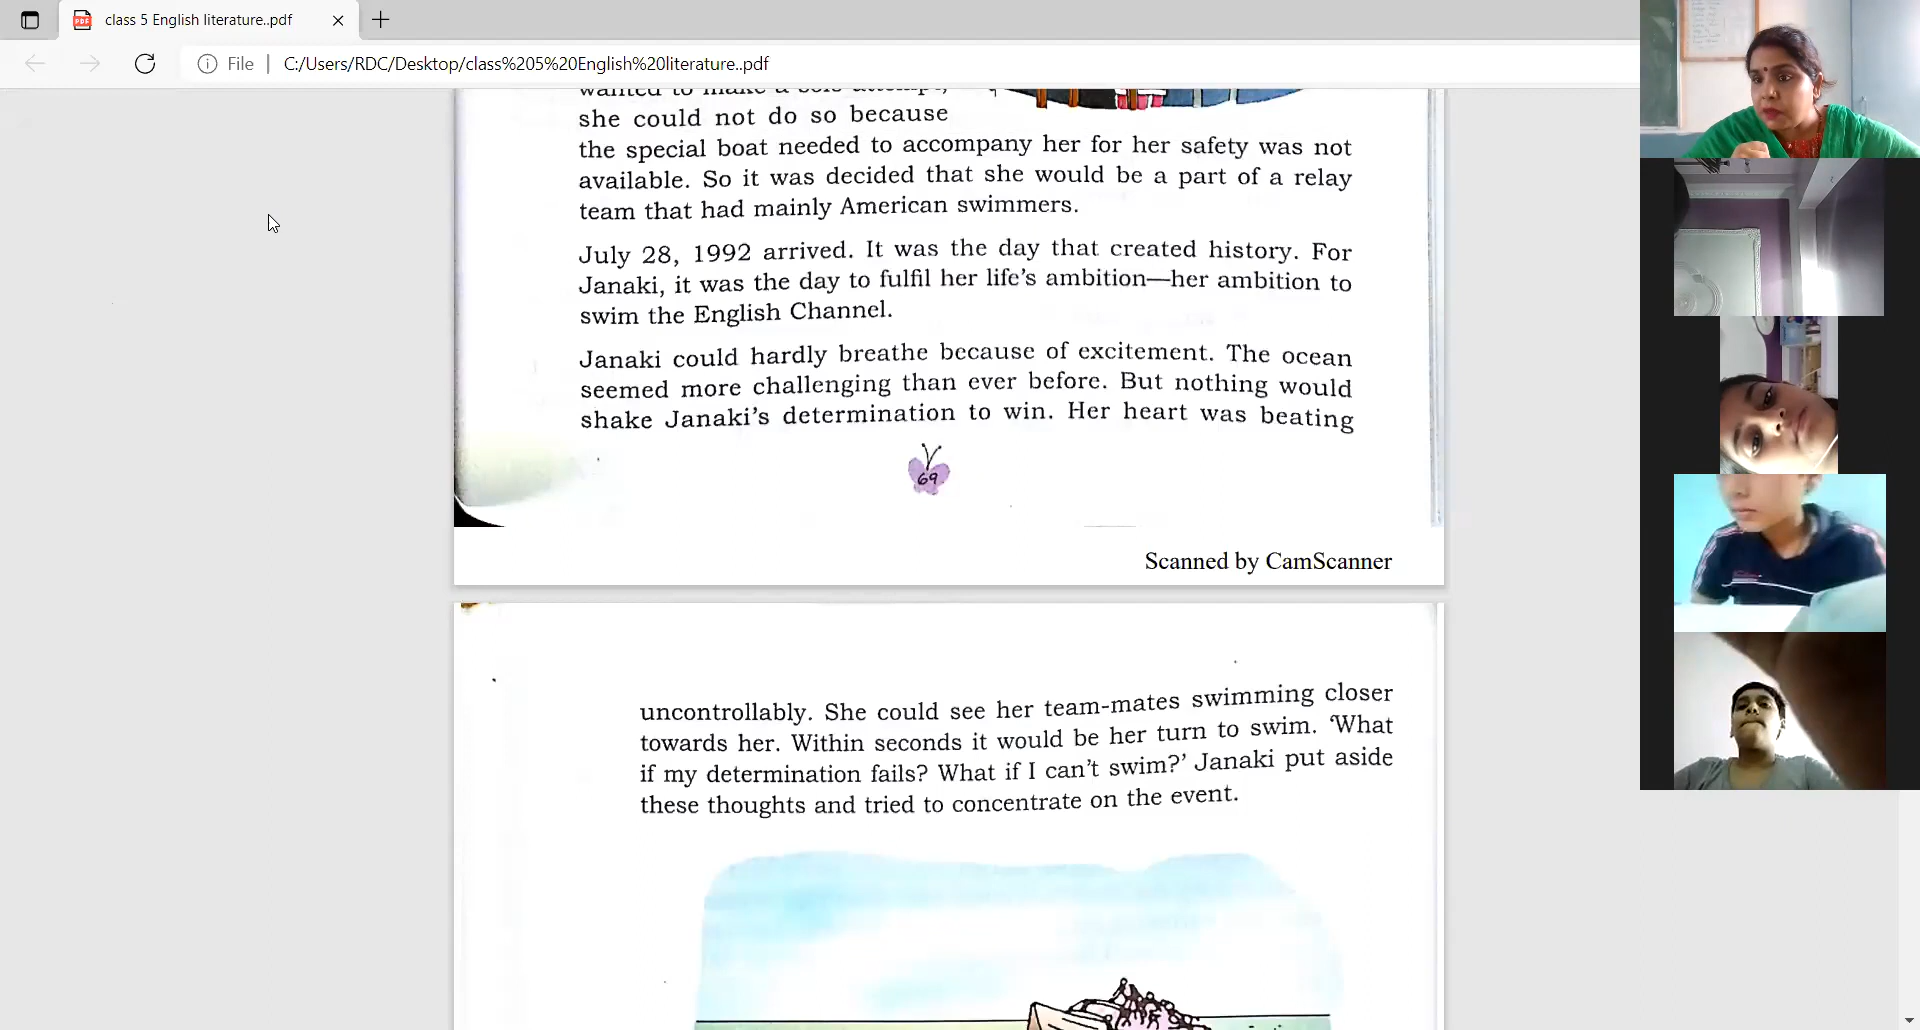 class 5 English literature..pdf
File
C:/Users/RDC/Desktop/class%205%20English%20literature..pdf
wanted to make a solo attempt,
she could not do so because
the special boat needed to accompany her for her safety was not
available. So it was decided that she would be a part of a relay
team that had mainly American swimmers.
July 28, 1992 arrived. It was the day that created history. For
Janaki, it was the day to fulfil her life's ambition—her ambition to
swim the English Channel.
Janaki could hardly breathe because of excitement. The ocean
seemed more challenging than ever before. But nothing would
shake Janaki's determination to win. Her heart was beating
69
Scanned by CamScanner
uncontrollably. She could see her team-mates swimming closer
towards her. Within seconds it would be her turn to swim. 'What
if my determination fails? What if I can't swim?' Janaki put aside
these thoughts and tried to concentrate on the event.